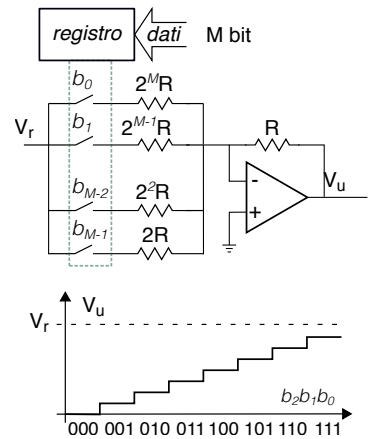 registro dati M bit
b0 2^M R
Vr b1 2^M-1 R R
bM-2 2^2 R - Vu
bM-1 2R +
Vu
Vr
b2b1b0
000 001 010 011 100 101 110 111